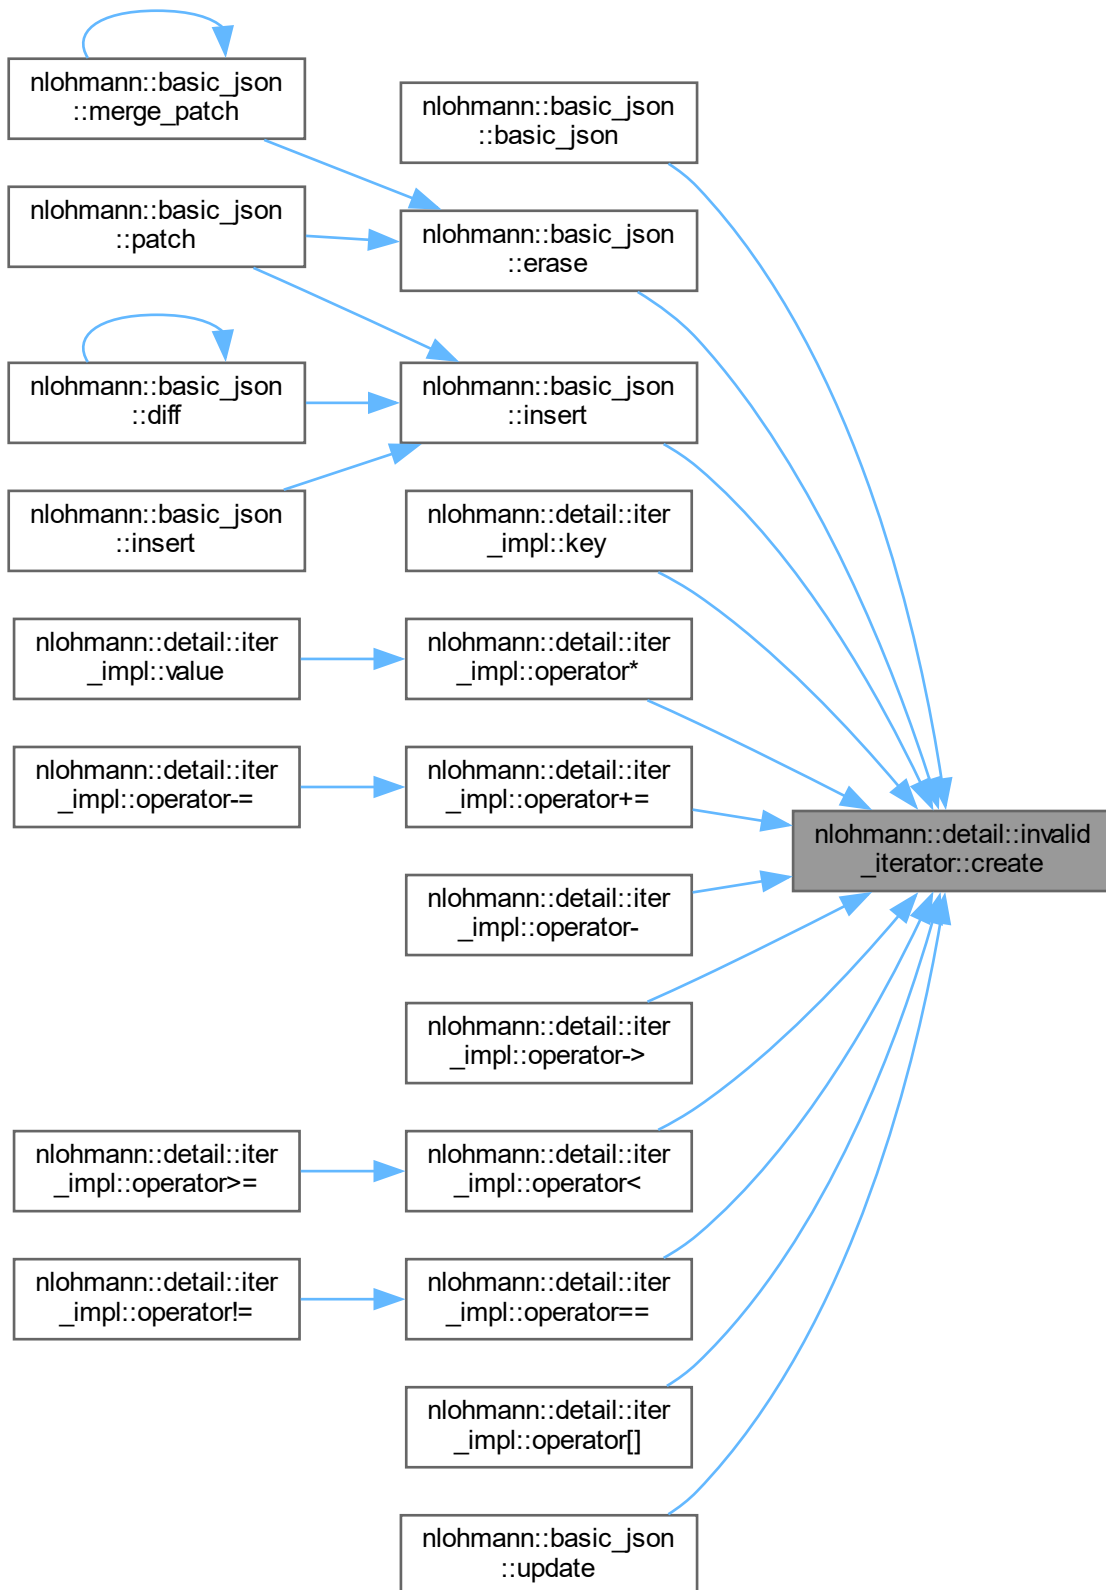 nlohmann::basic_json
::merge_patch
nlohmann::basic_json
::basic_json
nlohmann::basic_json
::patch
nlohmann::basic_json
::erase
nlohmann::basic_json
::diff
nlohmann::basic_json
::insert
nlohmann::basic_json
::insert
nlohmann::detail::iter
_impl::key
nlohmann::detail::iter
_impl::value
nlohmann::detail::iter
_impl::operator*
nlohmann::detail::iter
_impl::operator-=
nlohmann::detail::iter
_impl::operator+=
nlohmann::detail::invalid
_iterator::create
nlohmann::detail::iter
_impl::operator-
nlohmann::detail::iter
_impl::operator->
nlohmann::detail::iter
_impl::operator>=
nlohmann::detail::iter
_impl::operator<
nlohmann::detail::iter
_impl::operator!=
nlohmann::detail::iter
_impl::operator==
nlohmann::detail::iter
_impl::operator[]
nlohmann::basic_json
::update